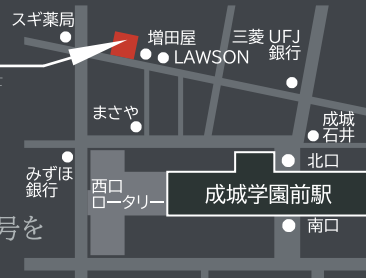 スギ薬局
増田屋
LAWSON
三菱 UFJ
銀行
まさや
成城
石井
みずほ
銀行
西口
ロータリー
成城学園前駅
北口
南口
号を